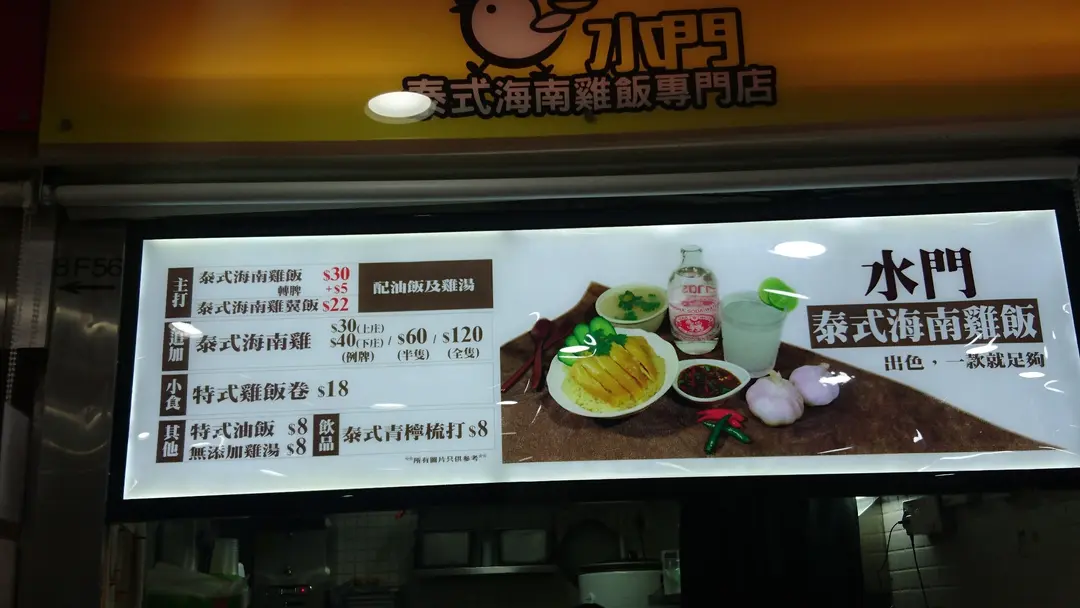 水門
泰式海南雞飯專門店
8F56
主打
泰式海南雞飯 $30
轉髀 +$5
泰式海南雞翼飯 $22
配油飯及雞湯
追加
泰式海南雞
$30(上庄)
$40(下庄) / $60 / $120
(例牌) (半隻) (全隻)
小食
特式雞飯卷 $18
其他
特式油飯 $8
無添加雞湯 $8
飲品
泰式青檸梳打 $8
**所有圖片只供參考**
水門
泰式海南雞飯
出色，一款就足夠